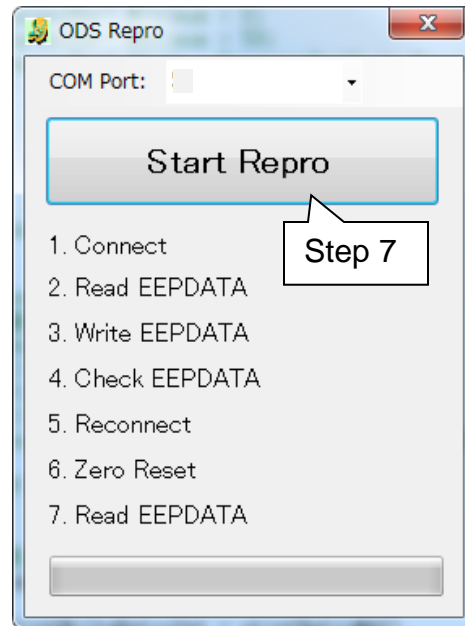 ODS Repro
COM Port:
Start Repro
Step 7
1. Connect
2. Read EEPDATA
3. Write EEPDATA
4. Check EEPDATA
5. Reconnect
6. Zero Reset
7. Read EEPDATA